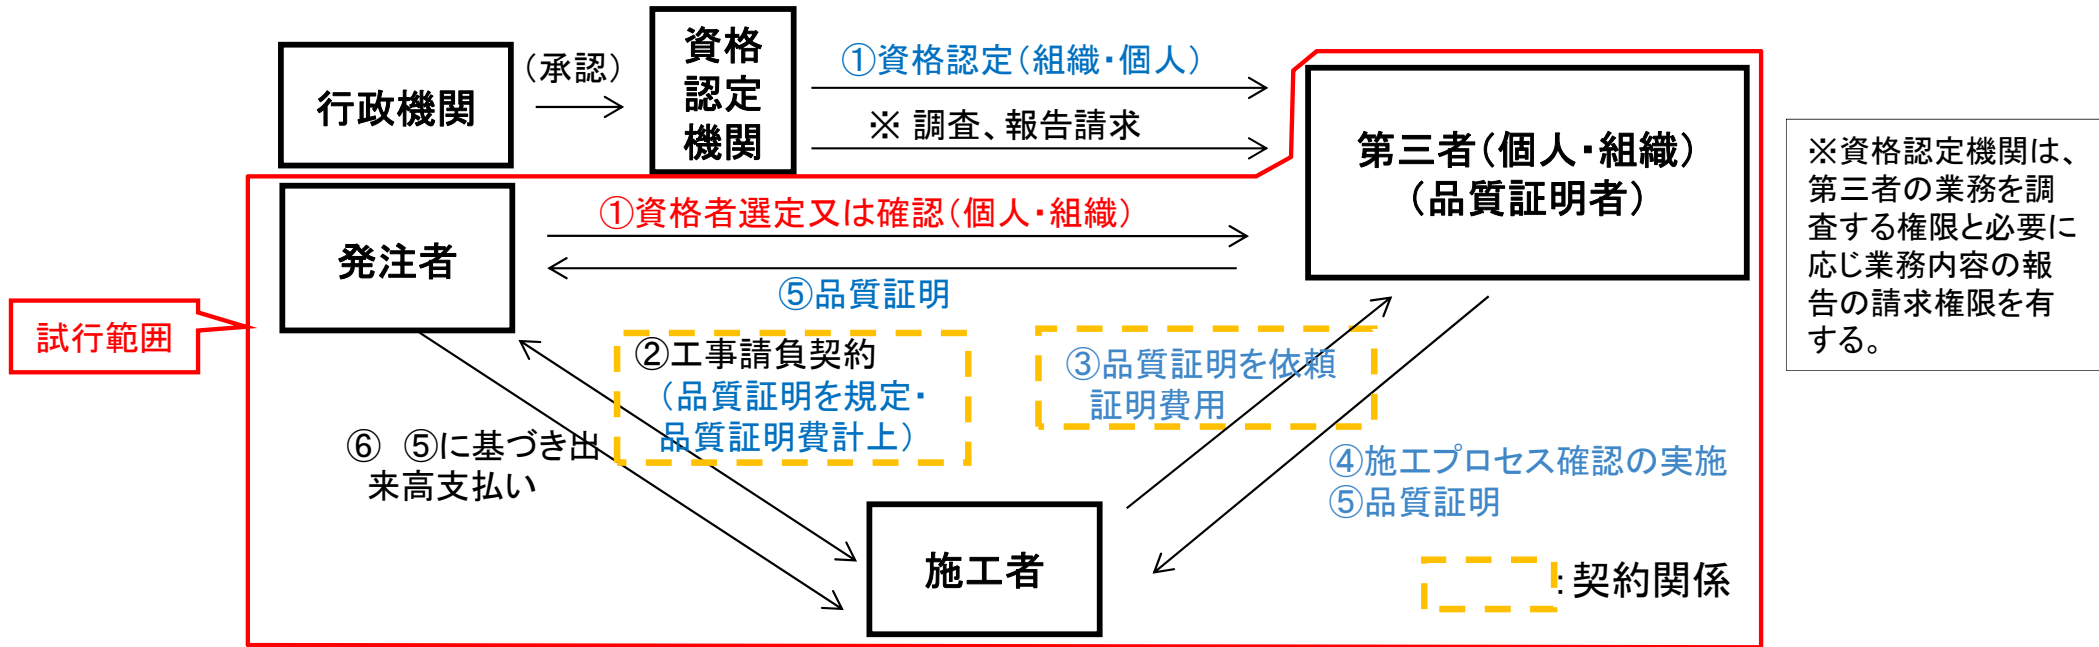 行政機関
(承認)
資格
認定
機関
①資格認定(組織・個人)
※ 調査、報告請求
第三者(個人・組織)
(品質証明者)
※資格認定機関は、
第三者の業務を調
査する権限と必要に
応じ業務内容の報
告の請求権限を有
する。
発注者
①資格者選定又は確認(個人・組織)
⑤品質証明
試行範囲
②工事請負契約
(品質証明を規定・
品質証明費計上)
③品質証明を依頼
証明費用
⑥ ⑤に基づき出
来高支払い
④施工プロセス確認の実施
⑤品質証明
施工者
:契約関係